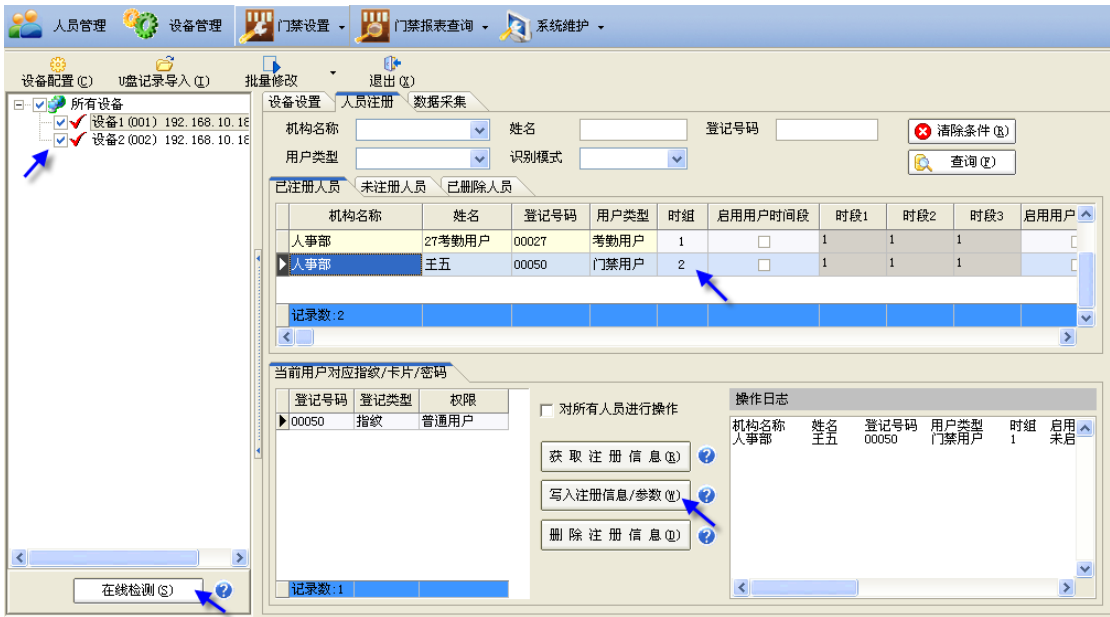 人员管理 设备管理 门禁设置 门禁报表查询 系统维护
设备配置(C) U盘记录导入(I) 批量修改 退出(X)
所有设备
设备1(001) 192.168.10.18
设备2(002) 192.168.10.18
设备设置 人员注册 数据采集
机构名称 姓名 登记号码 清除条件(R)
用户类型 识别模式 查询(F)
已注册人员 未注册人员 已删除人员
机构名称 姓名 登记号码 用户类型 时组 启用用户时间段 时段1 时段2 时段3 启用用户
人事部 27考勤用户 00027 考勤用户 1 1 1 1
人事部 王五 00050 门禁用户 2 1 1 1
记录数:2
当前用户对应指纹/卡片/密码
登记号码 登记类型 权限
00050 指纹 普通用户
记录数:1
对所有人员进行操作
获取注册信息(R)
写入注册信息/参数(W)
删除注册信息(D)
操作日志
机构名称 姓名 登记号码 用户类型 时组 启用
人事部 王五 00050 门禁用户 1 未启
在线检测(S)